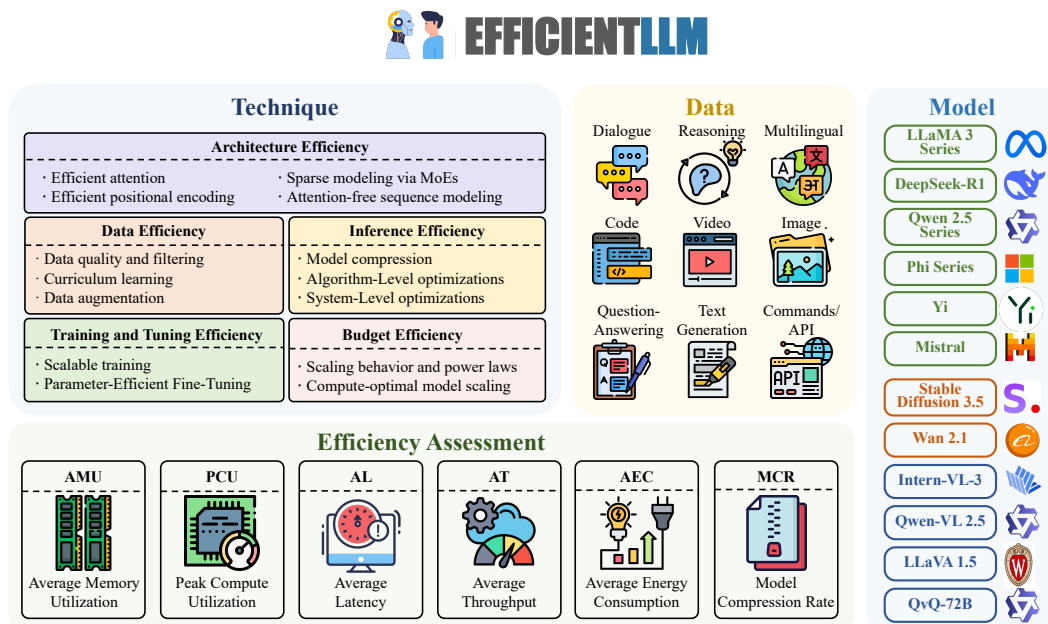 EFFICIENTLLM
Technique
Architecture Efficiency
· Efficient attention
· Efficient positional encoding
· Sparse modeling via MoEs
· Attention-free sequence modeling
Data Efficiency
· Data quality and filtering
· Curriculum learning
· Data augmentation
Inference Efficiency
· Model compression
· Algorithm-Level optimizations
· System-Level optimizations
Training and Tuning Efficiency
· Scalable training
· Parameter-Efficient Fine-Tuning
Budget Efficiency
· Scaling behavior and power laws
· Compute-optimal model scaling
Data
Dialogue
Reasoning
?
Multilingual
A
文
अ
Code
</>
Video
Image
Question-
Answering
Q
A
Text
Generation
Commands/
API
API
Model
LLaMA 3
Series
DeepSeek-R1
Qwen 2.5
Series
Phi Series
Yi
Yi
Mistral
Stable
Diffusion 3.5
S.
Wan 2.1
Intern-VL-3
Qwen-VL 2.5
LLaVA 1.5
W
QvQ-72B
Efficiency Assessment
AMU
Average Memory
Utilization
PCU
Peak Compute
Utilization
AL
!
Average
Latency
AT
Average
Throughput
AEC
Average Energy
Consumption
MCR
Model
Compression Rate